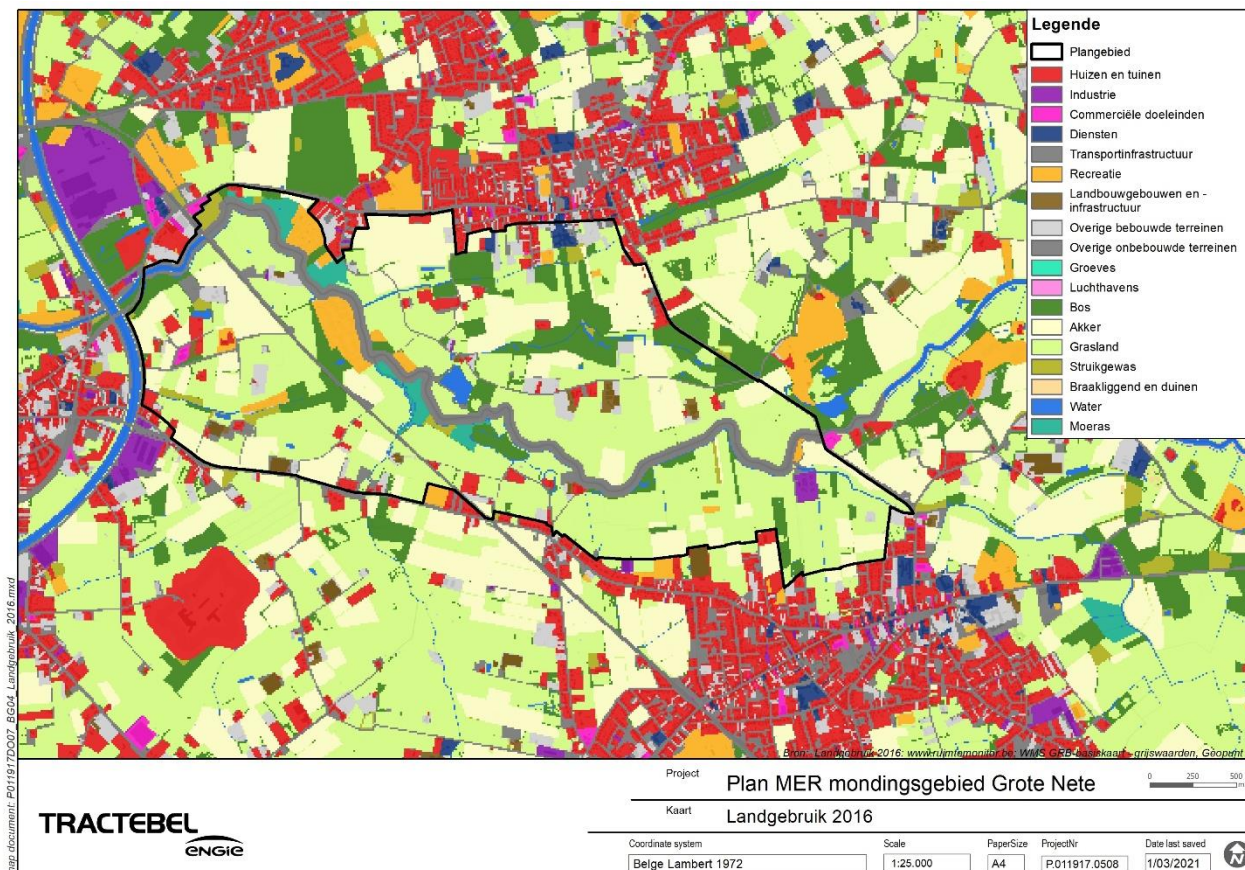 Legende
Plangebied
Huizen en tuinen
Industrie
Commerciële doeleinden
Diensten
Transportinfrastructuur
Recreatie
Landbouwgebouwen en -
infrastructuur
Overige bebouwde terreinen
Overige onbebouwde terreinen
Groeves
Luchthavens
Bos
Akker
Grasland
Struikgewas
Braakliggend en duinen
Water
Moeras
Bron: Landgebruik 2016: www.ruimtemonitor.be; WMS GRB-basiskaart - grijswaarden, Geopunt
map document: P011917DO07_BG04_Landgebruik_2016.mxd
Project Plan MER mondingsgebied Grote Nete
0 250 500
m
Kaart Landgebruik 2016
TRACTEBEL
ENGIE
Coordinate system Scale PaperSize ProjectNr Date last saved
Belge Lambert 1972 1:25.000 A4 P.011917.0508 1/03/2021
N